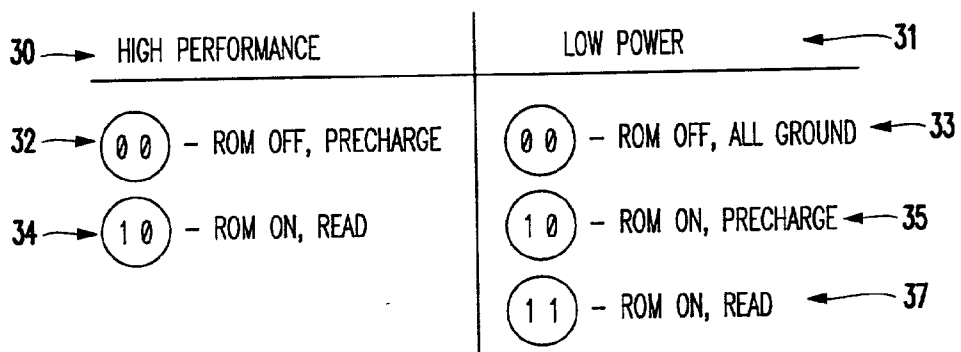 30 HIGH PERFORMANCE LOW POWER 31
32 00 - ROM OFF, PRECHARGE 00 - ROM OFF, ALL GROUND 33
34 10 - ROM ON, READ 10 - ROM ON, PRECHARGE 35
11 - ROM ON, READ 37